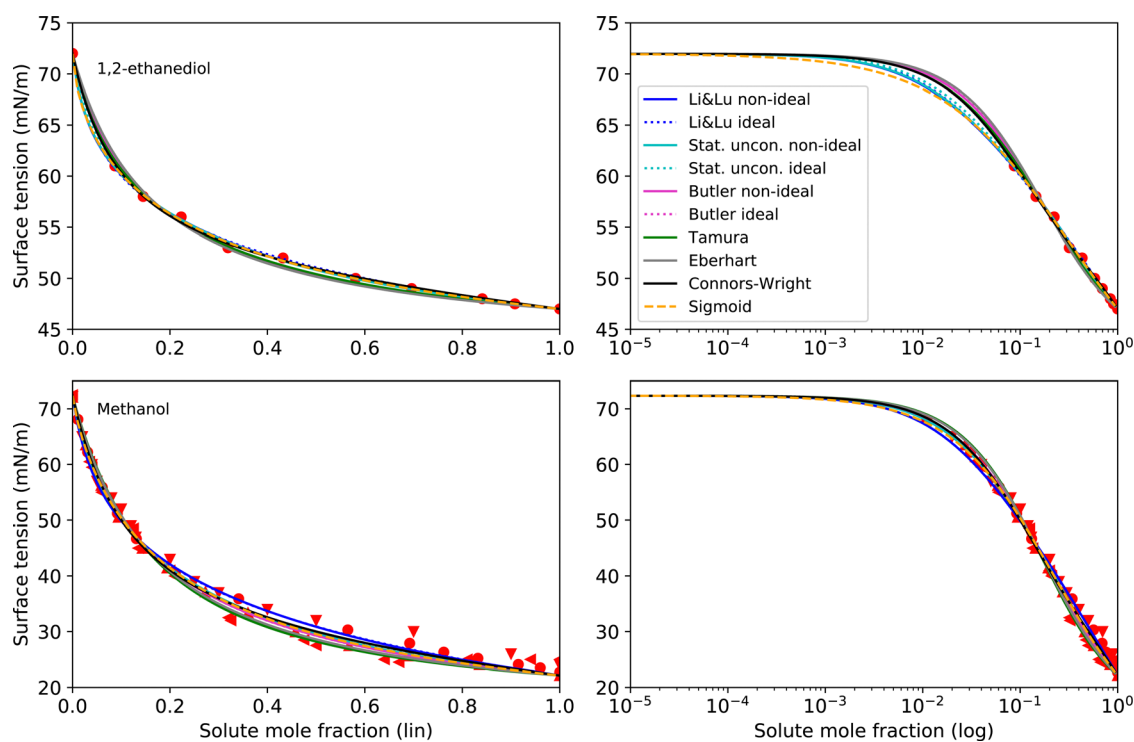 75
70
65
60
55
50
45
Surface tension (mN/m)
1,2-ethanediol
0.0 0.2 0.4 0.6 0.8 1.0
75
70
65
60
55
50
45
Li&Lu non-ideal
Li&Lu ideal
Stat. uncon. non-ideal
Stat. uncon. ideal
Butler non-ideal
Butler ideal
Tamura
Eberhart
Connors-Wright
Sigmoid
10⁻⁵ 10⁻⁴ 10⁻³ 10⁻² 10⁻¹ 10⁰
70
60
50
40
30
20
Surface tension (mN/m)
Methanol
0.0 0.2 0.4 0.6 0.8 1.0
Solute mole fraction (lin)
70
60
50
40
30
20
10⁻⁵ 10⁻⁴ 10⁻³ 10⁻² 10⁻¹ 10⁰
Solute mole fraction (log)